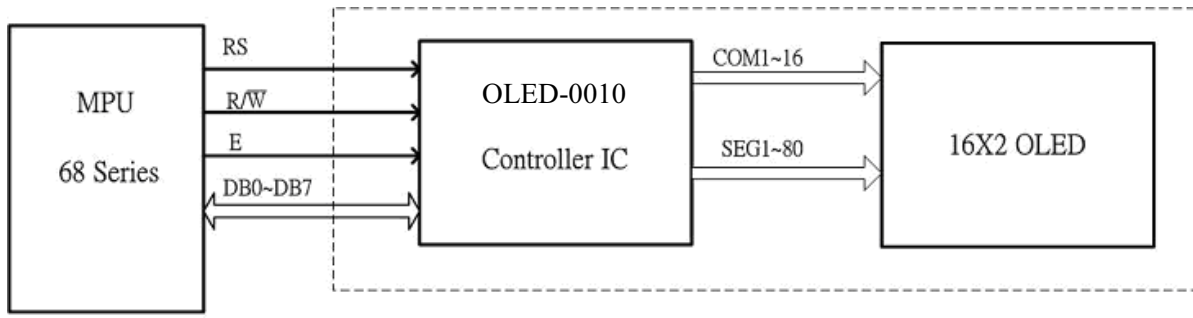 MPU
68 Series
RS
R/W̅
E
DB0~DB7
OLED-0010
Controller IC
COM1~16
SEG1~80
16X2 OLED